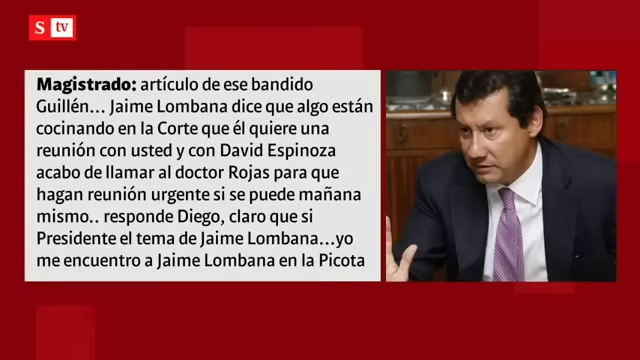 S tv
Magistrado: artículo de ese bandido
Guillén... Jaime Lombana dice que algo están
cocinando en la Corte que él quiere una
reunión con usted y con David Espinoza
acabo de llamar al doctor Rojas para que
hagan reunión urgente si se puede mañana
mismo.. responde Diego, claro que si
Presidente el tema de Jaime Lombana...yo
me encuentro a Jaime Lombana en la Picota